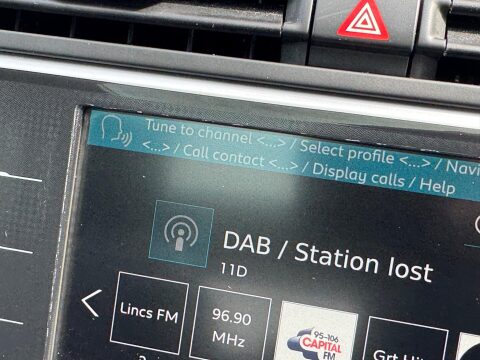 Tune to channel <...> / Select profile <...> / Navi
<...> / Call contact <...> / Display calls / Help
DAB / Station lost
11D
Lincs FM
96.90
MHz
95-106
CAPITAL
FM
Grt Hi